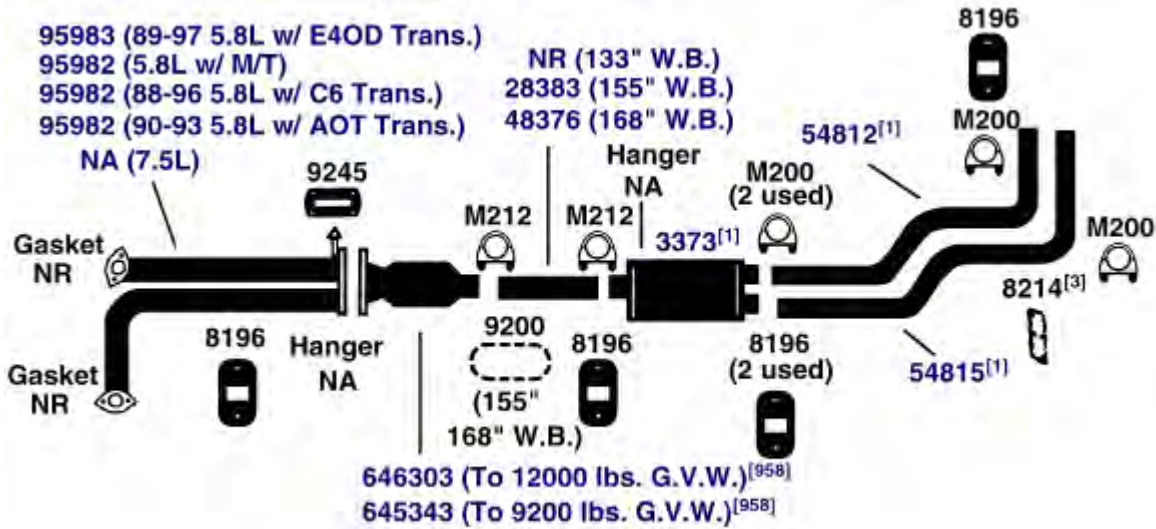 95983 (89-97 5.8L w/ E4OD Trans.)
95982 (5.8L w/ M/T)
95982 (88-96 5.8L w/ C6 Trans.)
95982 (90-93 5.8L w/ AOT Trans.)
NA (7.5L)
9245
Gasket
NR
Gasket
NR
8196
Hanger
NA
M212
M212
NR (133" W.B.)
28383 (155" W.B.)
48376 (168" W.B.)
Hanger
NA
3373[1]
M200
(2 used)
9200
(155"
168" W.B.)
8196
8196
(2 used)
646303 (To 12000 lbs. G.V.W.)[958]
645343 (To 9200 lbs. G.V.W.)[958]
8196
M200
54812[1]
M200
8214[3]
54815[1]